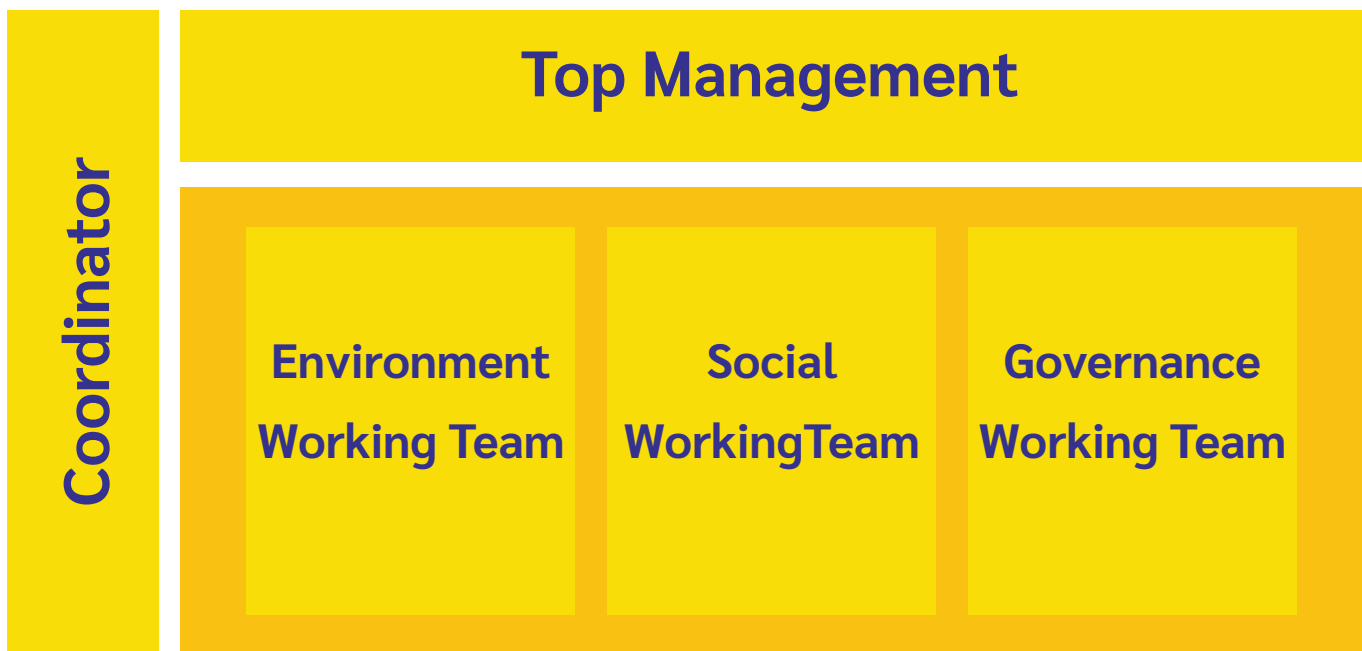 Coordinator
Top Management
Environment
Working Team
Social
WorkingTeam
Governance
Working Team